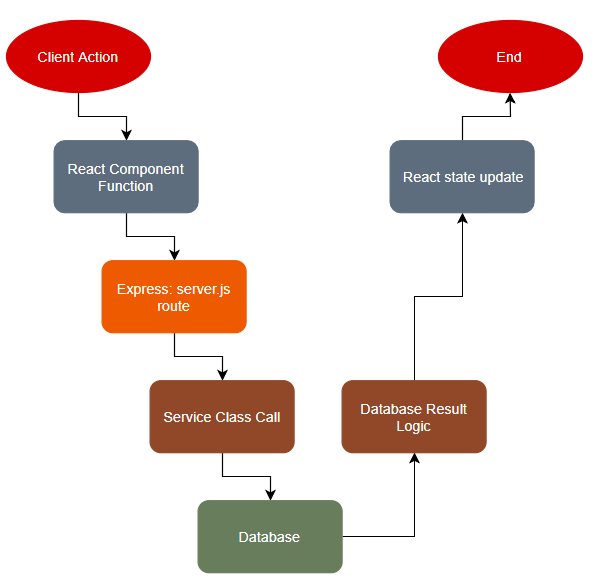 Client Action
End
React Component
Function
React state update
Express: server.js
route
Service Class Call
Database Result
Logic
Database